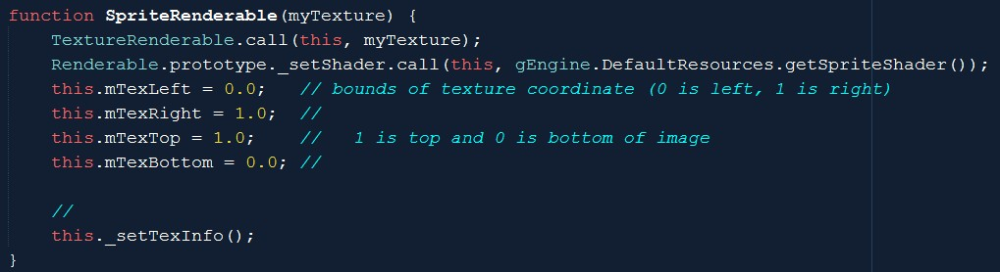 function SpriteRenderable(myTexture) {
    TextureRenderable.call(this, myTexture);
    Renderable.prototype._setShader.call(this, gEngine.DefaultResources.getSpriteShader());
    this.mTexLeft = 0.0;   // bounds of texture coordinate (0 is left, 1 is right)
    this.mTexRight = 1.0;  //
    this.mTexTop = 1.0;    //   1 is top and 0 is bottom of image
    this.mTexBottom = 0.0; //
    //
    this._setTexInfo();
}